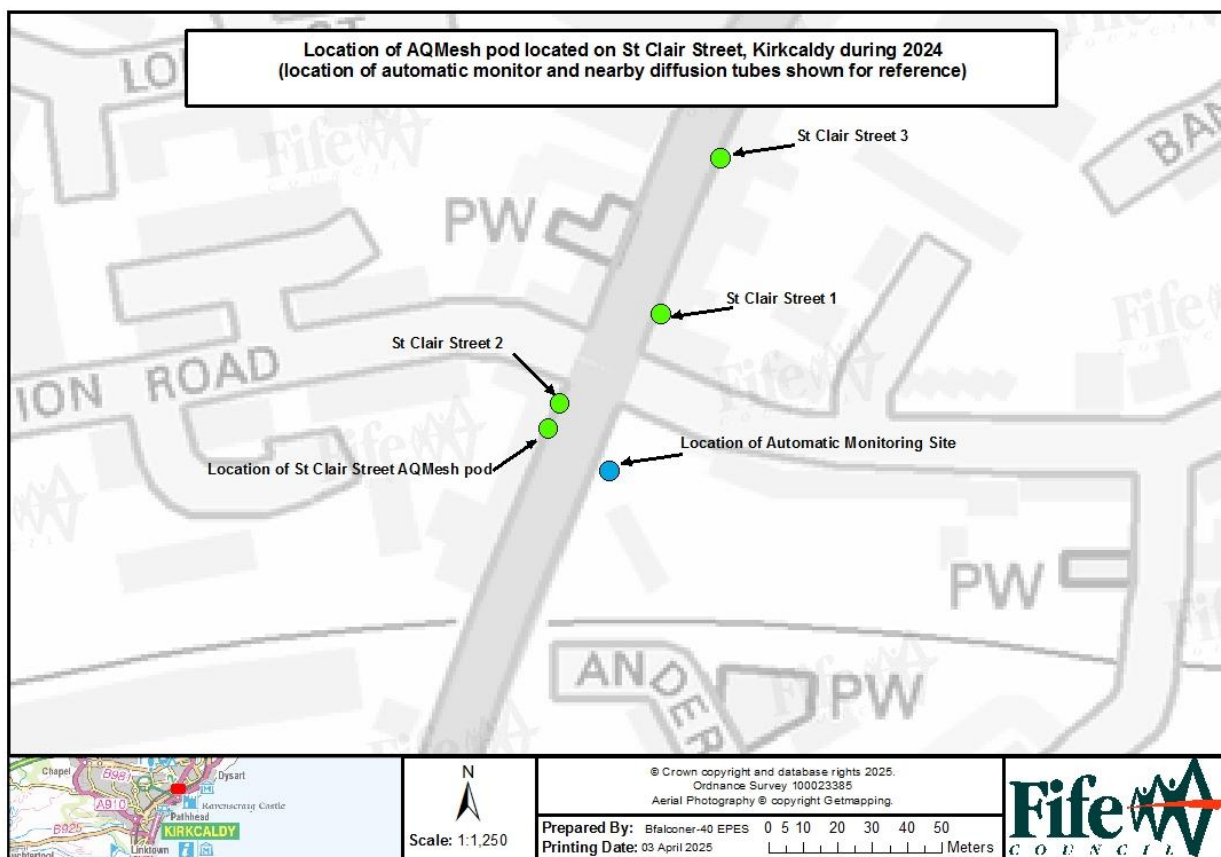 Location of AQMesh pod located on St Clair Street, Kirkcaldy during 2024
(location of automatic monitor and nearby diffusion tubes shown for reference)
St Clair Street 3
BAN
PW
St Clair Street 1
St Clair Street 2
ION ROAD
Location of Automatic Monitoring Site
Location of St Clair Street AQMesh pod
PW
ANDER
PW
Chapel
B981
Dysart
A910
Ravenscraig Castle
Pathhead
B925
KIRKCALDY
Linktown
N
Scale: 1:1,250
© Crown copyright and database rights 2025.
Ordnance Survey 100023385
Aerial Photography © copyright Getmapping.
Prepared By: Bfalconer-40 EPES
Printing Date: 03 April 2025
0 5 10 20 30 40 50
Meters
Fife
COUNCIL